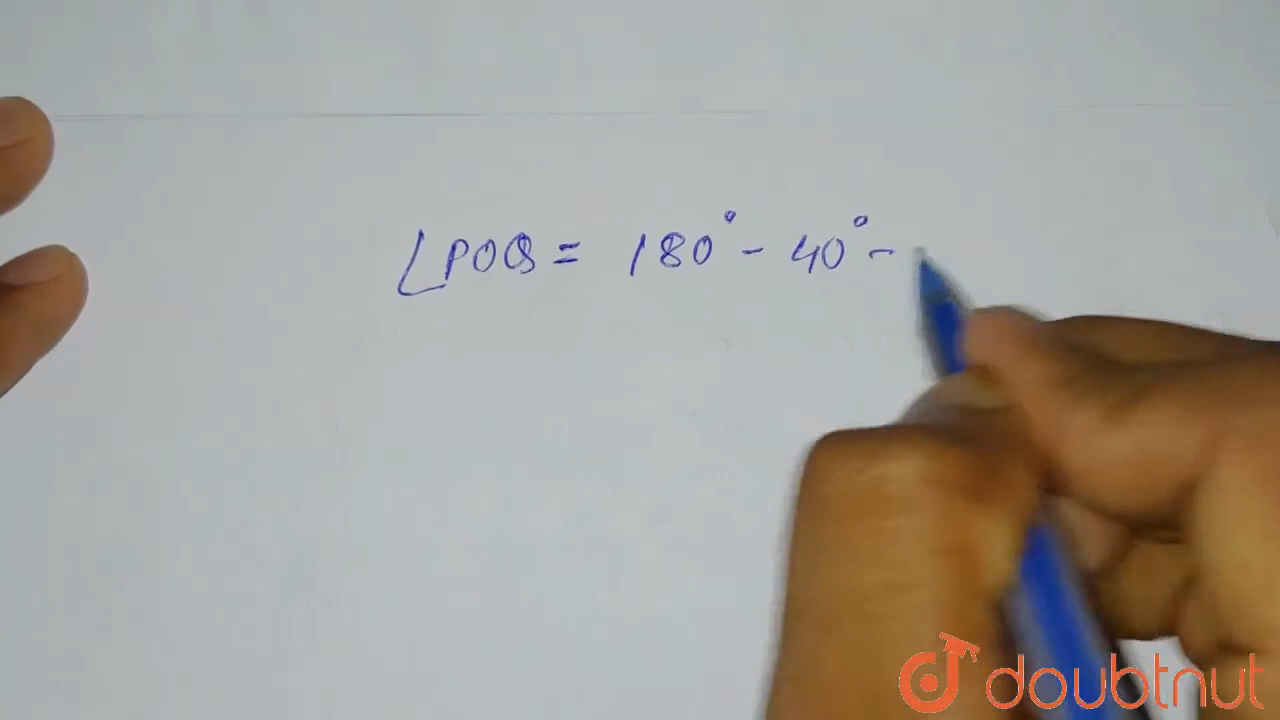 ∠POQ = 180° - 40° -
doubtnut